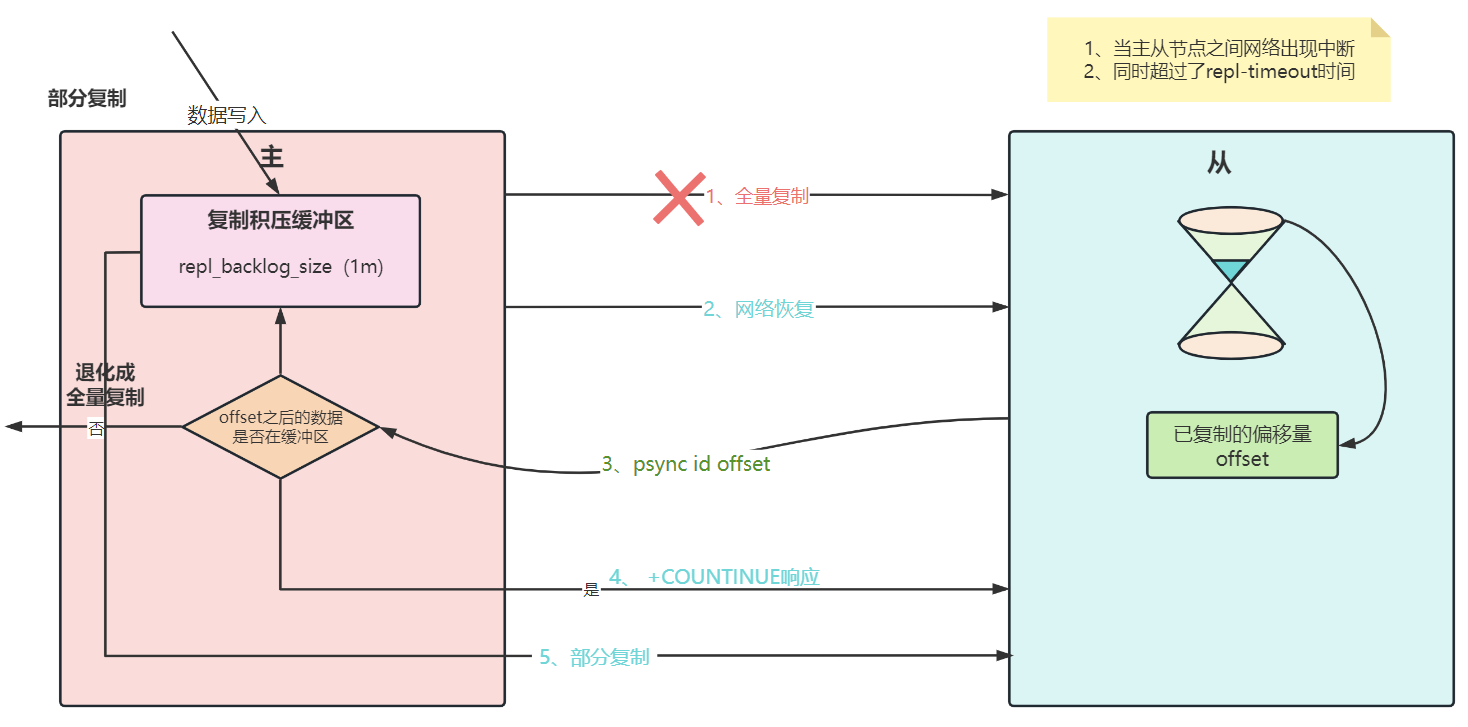 1、当主从节点之间网络出现中断
2、同时超过了repl-timeout时间
部分复制
数据写入
主
从
复制积压缓冲区
repl_backlog_size（1m）
1、全量复制
2、网络恢复
退化成
全量复制
否
offset之后的数据
是否在缓冲区
3、psync id offset
已复制的偏移量
offset
4、 +COUNTINUE响应
是
5、部分复制